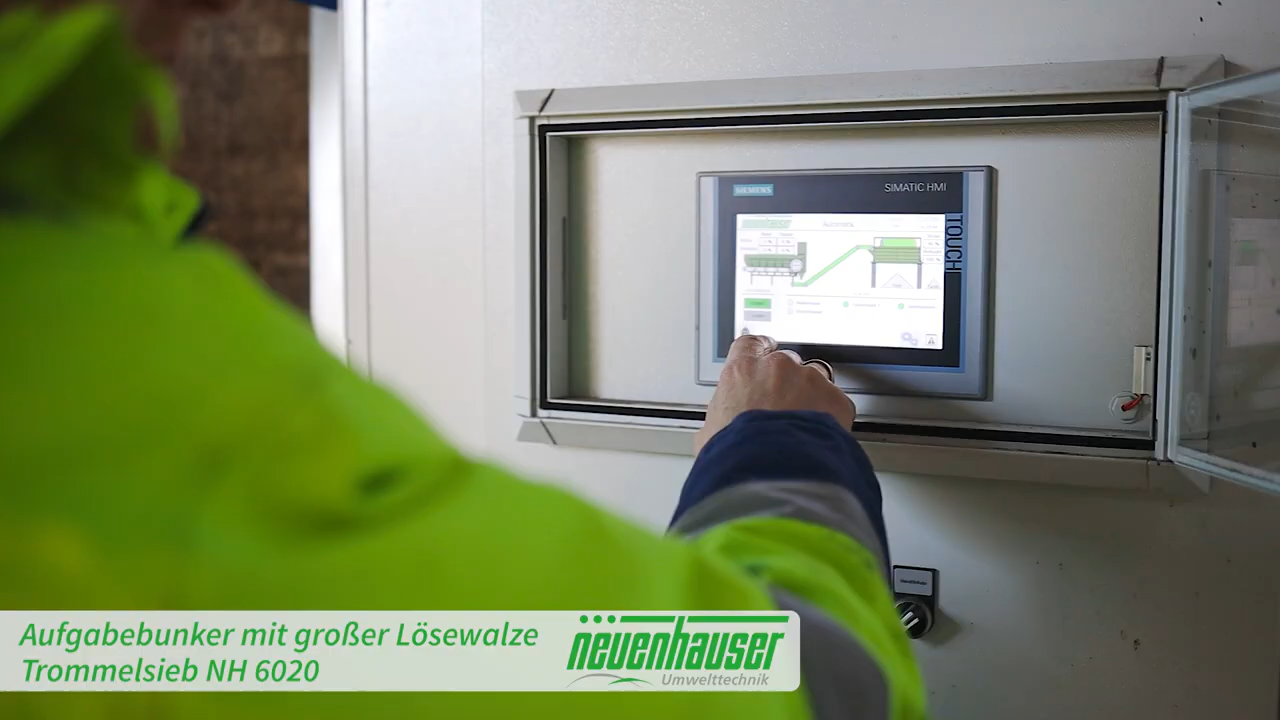 SIEMENS
SIMATIC HMI
TOUCH
Aufgabebunker mit großer Lösewalze
Trommelsieb NH 6020
neuenhauser
Umwelttechnik